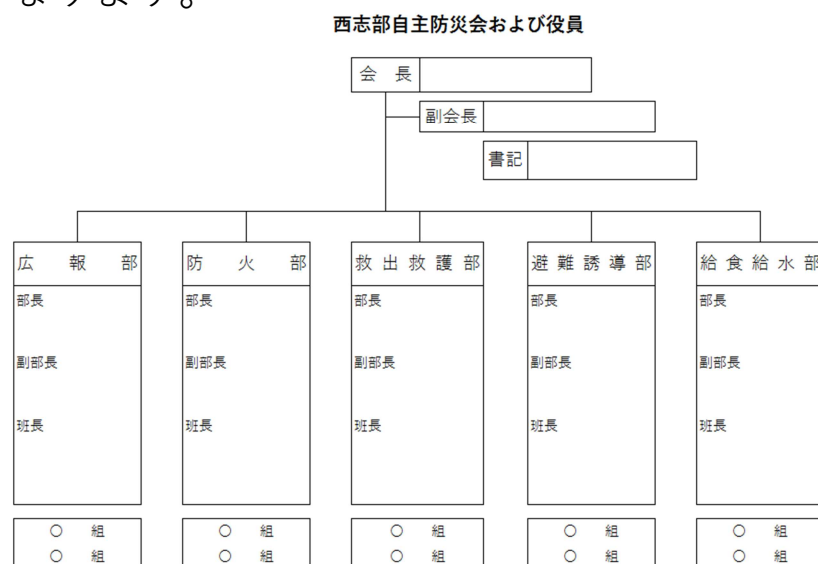 なります。
西志部自主防災会および役員
会 長
副会長
書記
広 報 部 防 火 部 救出救護部 避難誘導部 給食給水部
部長 部長 部長 部長 部長
副部長 副部長 副部長 副部長 副部長
班長 班長 班長 班長 班長
〇 組 〇 組 〇 組 〇 組 〇 組
〇 組 〇 組 〇 組 〇 組 〇 組